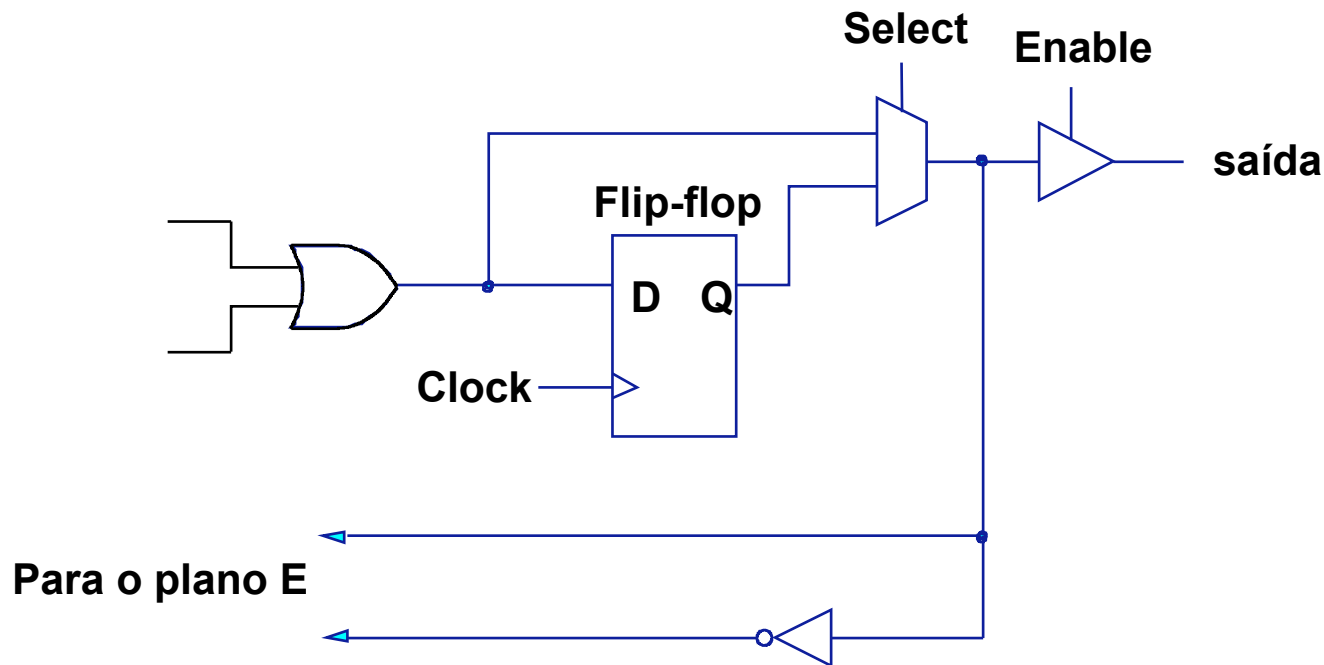 Select
Enable
saída
Flip-flop
D Q
Clock
Para o plano E